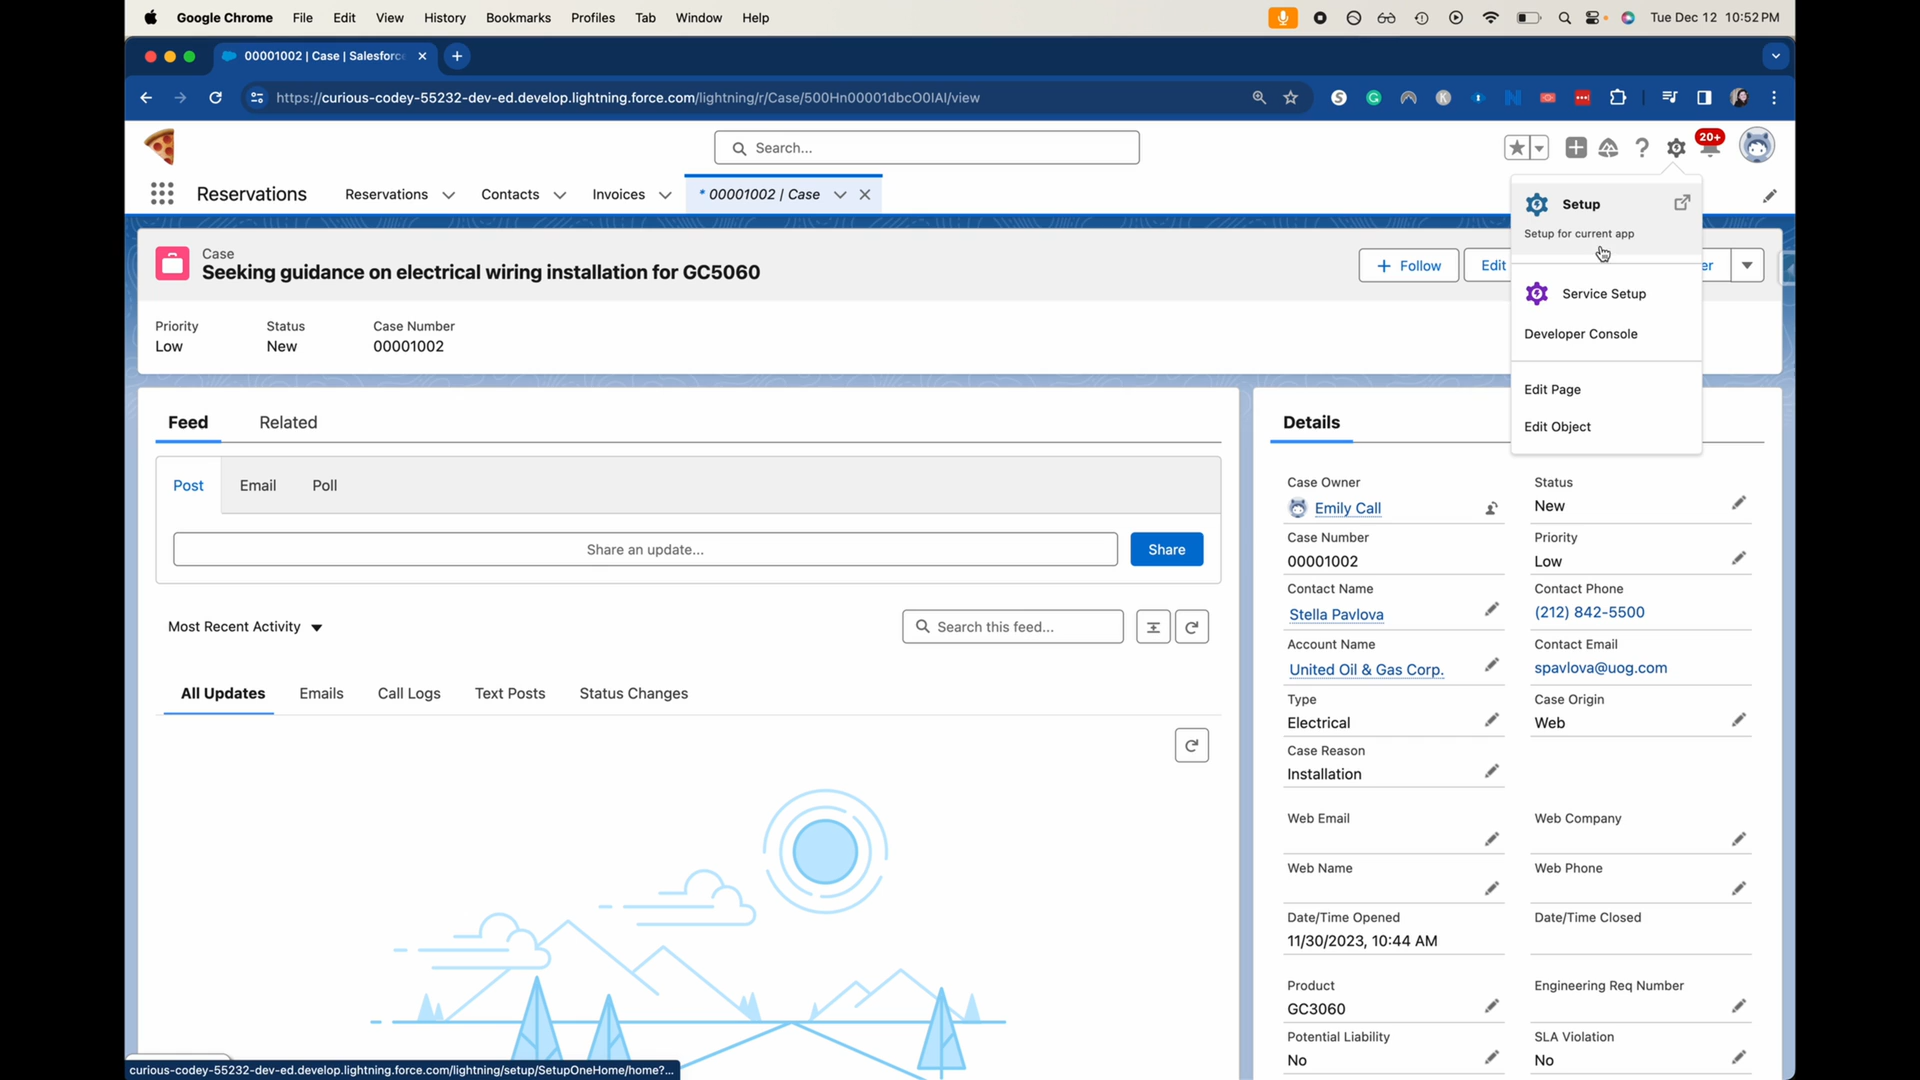 Google Chrome File Edit View History Bookmarks Profiles Tab Window Help Tue Dec 12 10:52 PM
00001002 | Case | Salesforc
https://curious-codey-55232-dev-ed.develop.lightning.force.com/lightning/r/Case/500Hn00001dbcO0IAI/view
Search... 20+
Reservations Reservations Contacts Invoices * 00001002 | Case
Setup
Setup for current app
Service Setup
Developer Console
Edit Page
Edit Object
Case
Seeking guidance on electrical wiring installation for GC5060
+ Follow Edit er
Priority Status Case Number
Low New 00001002
Feed Related
Post Email Poll
Share an update... Share
Most Recent Activity Search this feed...
All Updates Emails Call Logs Text Posts Status Changes
Details
Case Owner Status
Emily Call New
Case Number Priority
00001002 Low
Contact Name Contact Phone
Stella Pavlova (212) 842-5500
Account Name Contact Email
United Oil & Gas Corp. spavlova@uog.com
Type Case Origin
Electrical Web
Case Reason
Installation
Web Email Web Company
Web Name Web Phone
Date/Time Opened Date/Time Closed
11/30/2023, 10:44 AM
Product Engineering Req Number
GC3060
Potential Liability SLA Violation
No No
curious-codey-55232-dev-ed.develop.lightning.force.com/lightning/setup/SetupOneHome/home?...